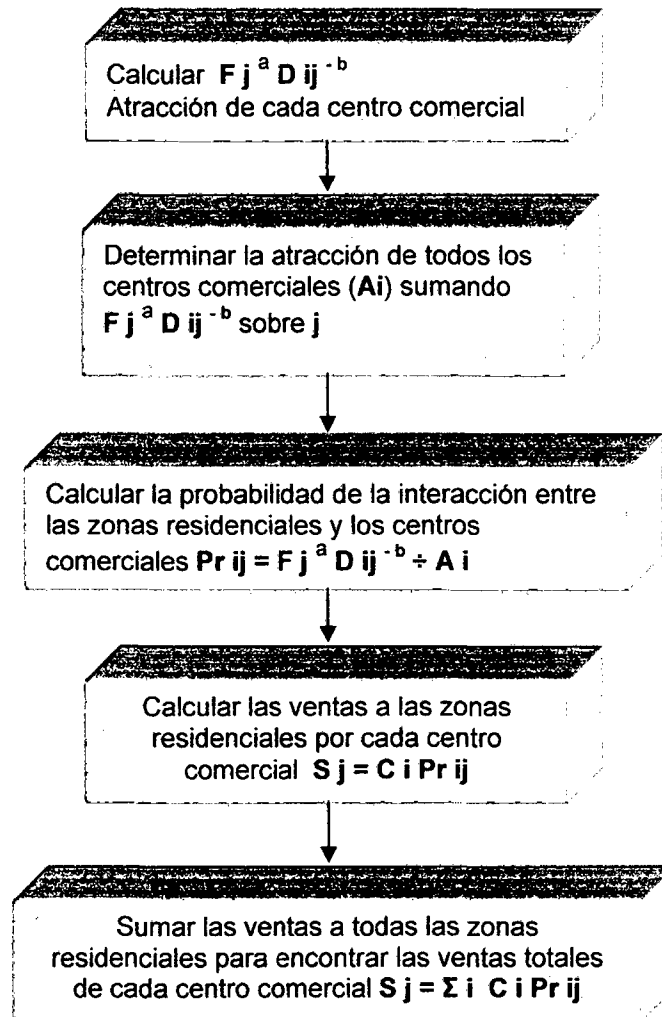 Calcular F j ᵃ D ij ⁻ᵇ
Atracción de cada centro comercial
Determinar la atracción de todos los
centros comerciales (Ai) sumando
F j ᵃ D ij ⁻ᵇ sobre j
Calcular la probabilidad de la interacción entre
las zonas residenciales y los centros
comerciales Pr ij = F j ᵃ D ij ⁻ᵇ ÷ A i
Calcular las ventas a las zonas
residenciales por cada centro
comercial S j = C i Pr ij
Sumar las ventas a todas las zonas
residenciales para encontrar las ventas totales
de cada centro comercial S j = Σ i C i Pr ij